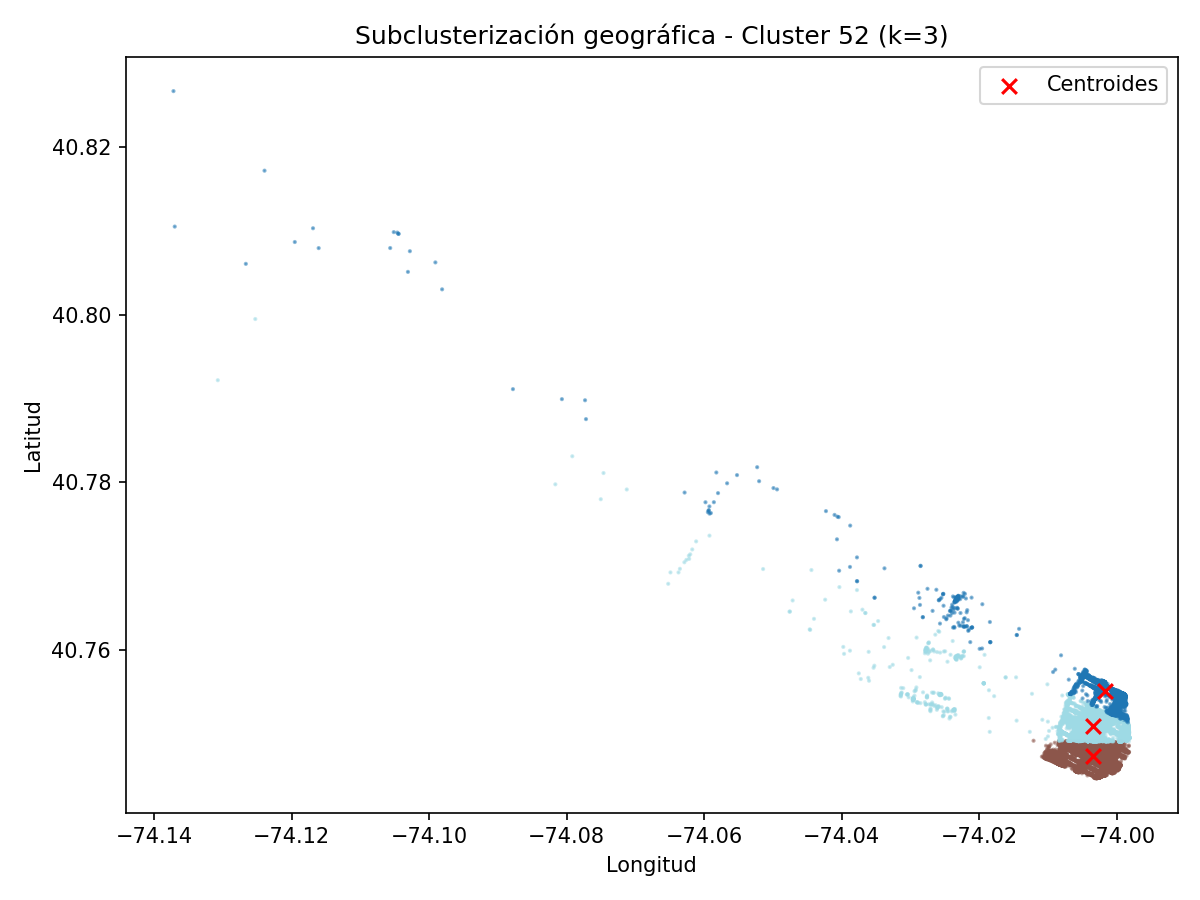 Subclusterización geográfica - Cluster 52 (k=3)
Centroides
40.82
40.80
40.78
40.76
Latitud
−74.14 −74.12 −74.10 −74.08 −74.06 −74.04 −74.02 −74.00
Longitud